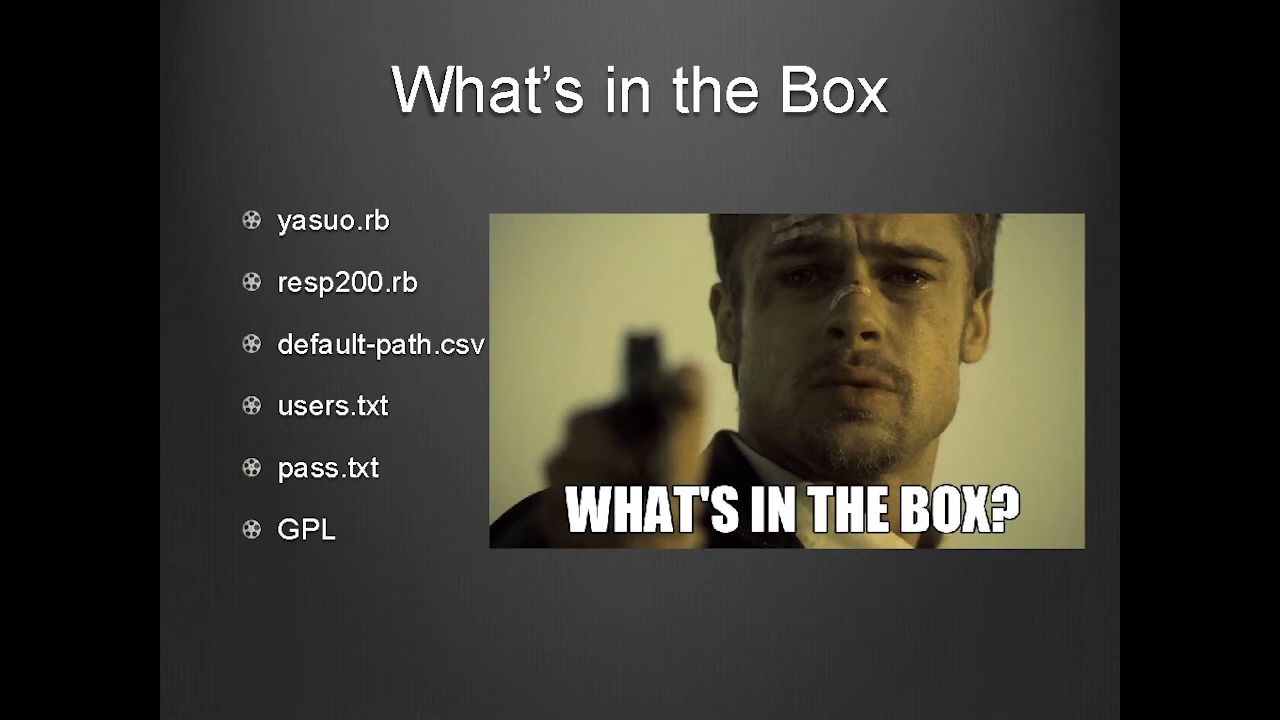 What’s in the Box
yasuo.rb
resp200.rb
default-path.csv
users.txt
pass.txt
GPL
WHAT'S IN THE BOX?